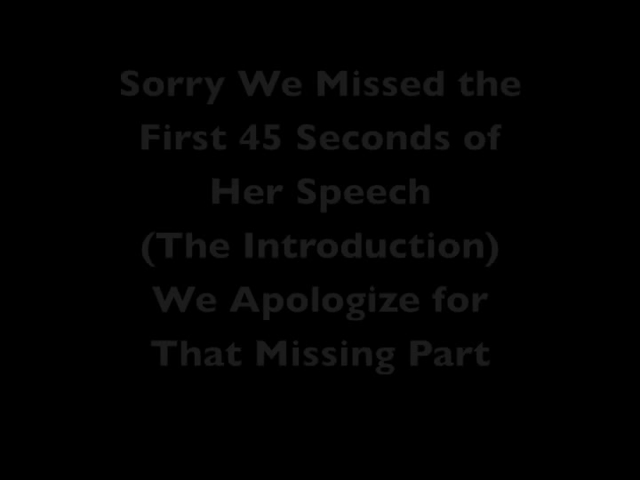 Sorry We Missed the
First 45 Seconds of
Her Speech
(The Introduction)
We Apologize for
That Missing Part